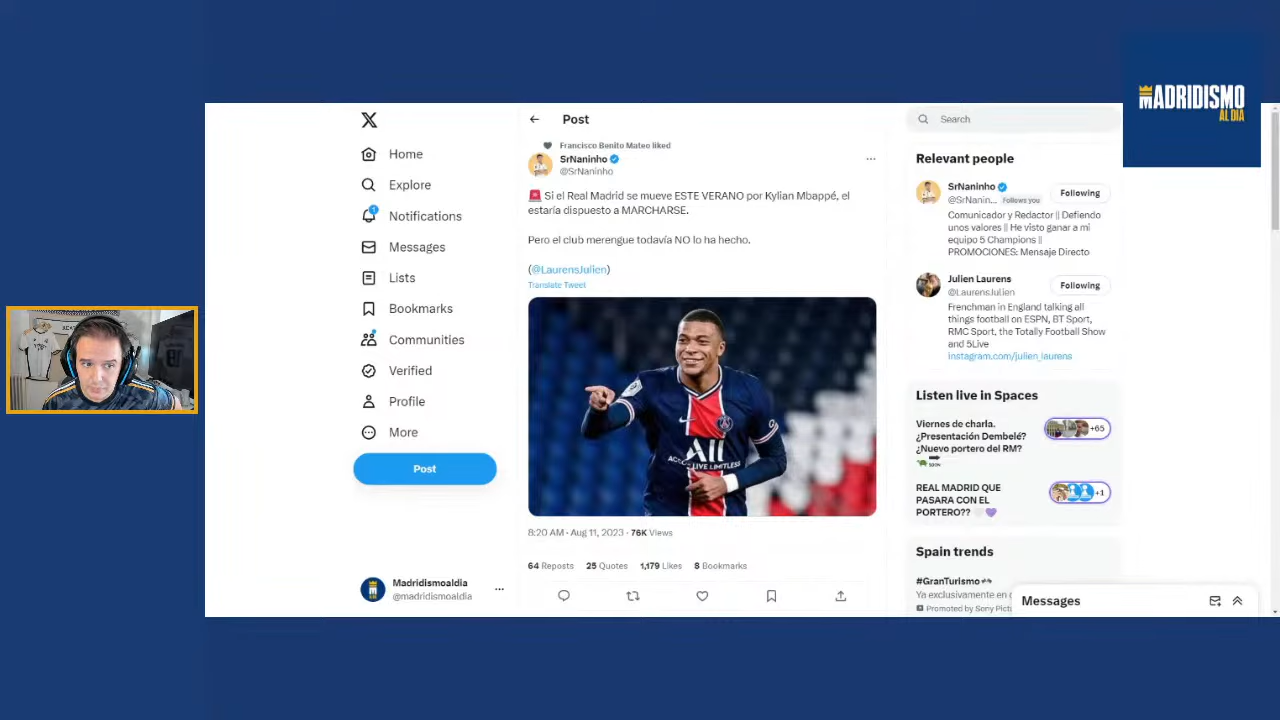 MADRIDISMO
AL DIA
X
Home
Explore
Notifications
1
Messages
Lists
Bookmarks
Communities
Verified
Profile
More
Post
Madridismoaldia
@madridismoaldia
Post
Francisco Benito Mateo liked
SrNaninho
@SrNaninho
Si el Real Madrid se mueve ESTE VERANO por Kylian Mbappé, el
estaría dispuesto a MARCHARSE.
Pero el club merengue todavía NO lo ha hecho.
(@LaurensJulien)
Translate Tweet
ALL
ACCOR LIVE LIMITLESS
8:20 AM · Aug 11, 2023 · 76K Views
64 Reposts 25 Quotes 1,179 Likes 8 Bookmarks
Search
Relevant people
SrNaninho
@SrNanin... Follows you
Following
Comunicador y Redactor || Defiendo
unos valores || He visto ganar a mi
equipo 5 Champions ||
PROMOCIONES: Mensaje Directo
Julien Laurens
@LaurensJulien
Following
Frenchman in England talking all
things football on ESPN, BT Sport,
RMC Sport, the Totally Football Show
and 5Live
instagram.com/julien_laurens
Listen live in Spaces
Viernes de charla.
¿Presentación Dembelé?
¿Nuevo portero del RM?
SOON
+65
REAL MADRID QUE
PASARA CON EL
PORTERO??
+1
Spain trends
#GranTurismo
Ya exclusivamente en
Promoted by Sony Pict
Messages